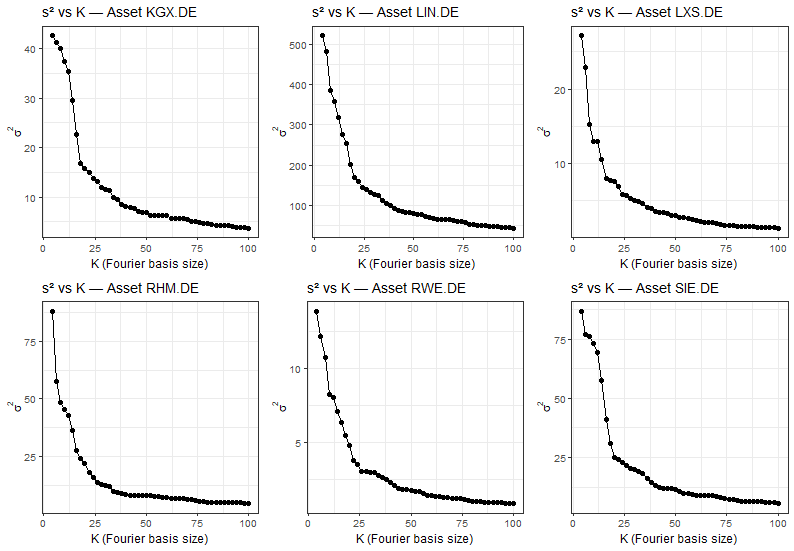 s² vs K — Asset KGX.DE
σ²
40
30
20
10
0 25 50 75 100
K (Fourier basis size)
s² vs K — Asset LIN.DE
σ²
500
400
300
200
100
0 25 50 75 100
K (Fourier basis size)
s² vs K — Asset LXS.DE
σ²
20
10
0 25 50 75 100
K (Fourier basis size)
s² vs K — Asset RHM.DE
σ²
75
50
25
0 25 50 75 100
K (Fourier basis size)
s² vs K — Asset RWE.DE
σ²
10
5
0 25 50 75 100
K (Fourier basis size)
s² vs K — Asset SIE.DE
σ²
75
50
25
0 25 50 75 100
K (Fourier basis size)